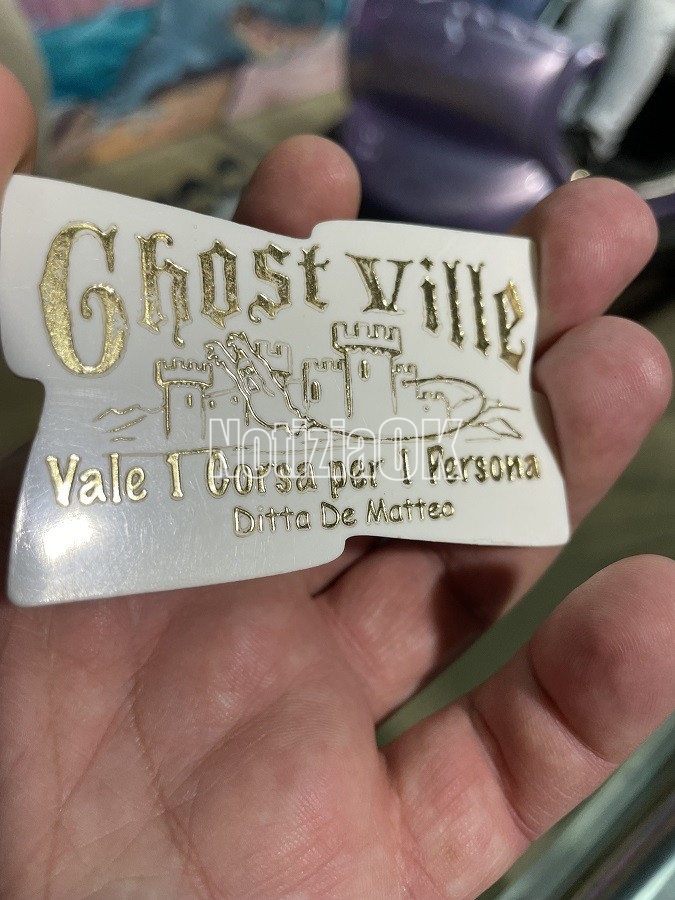 Ghost Ville
NotiziaOK
Vale 1 Corsa per 1 Persona
Ditta De Matteo